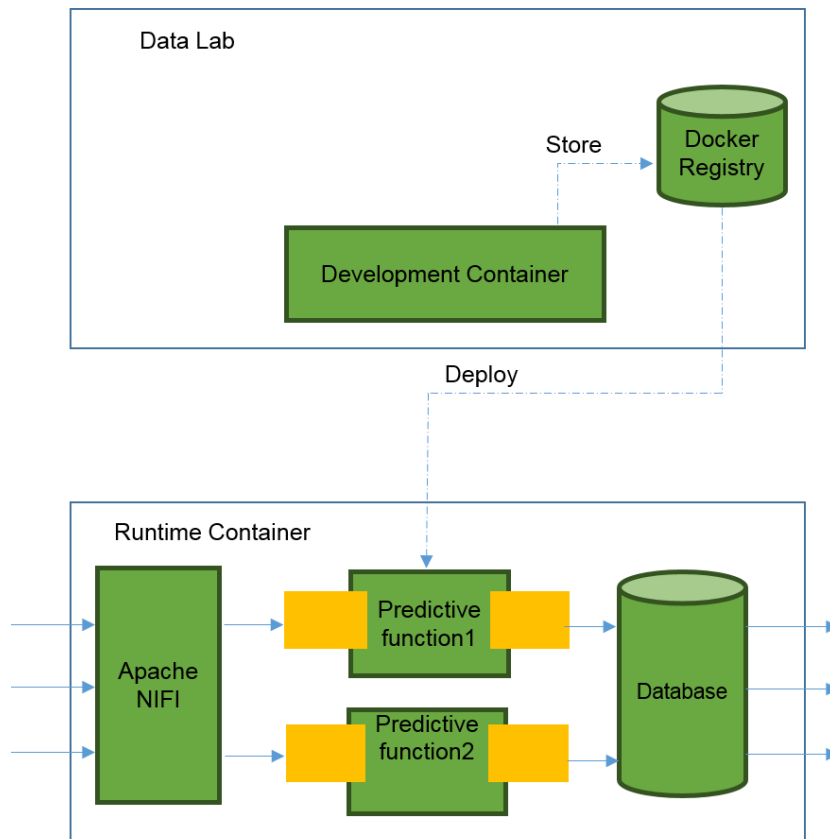 Data Lab
Docker
Registry
Store
Development Container
Deploy
Runtime Container
Predictive
function1
Apache
NIFI
Database
Predictive
function2